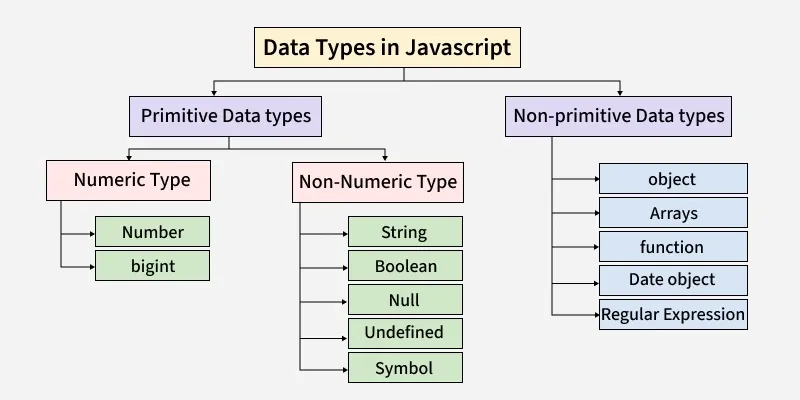 Data Types in Javascript
Primitive Data types
Non-primitive Data types
Numeric Type
Non-Numeric Type
Number
bigint
String
Boolean
Null
Undefined
Symbol
object
Arrays
function
Date object
Regular Expression